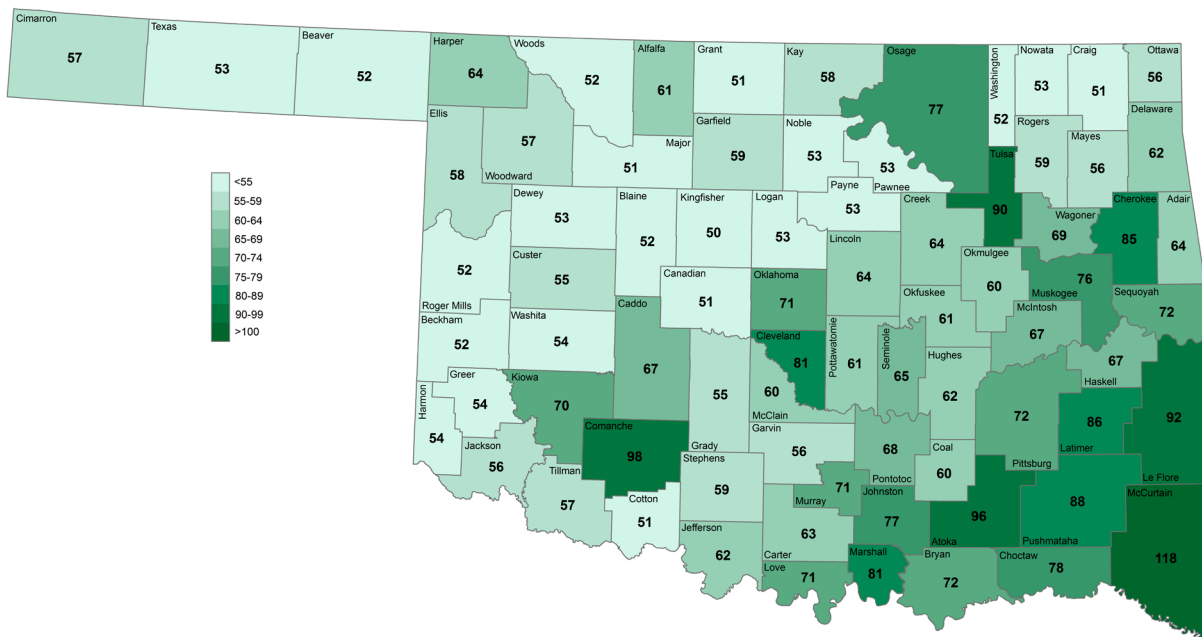 Cimarron
57
Texas
53
Beaver
52
Harper
64
Woods
52
Alfalfa
61
Grant
51
Kay
58
Osage
77
Washington
52
Nowata
53
Craig
51
Ottawa
56
Delaware
62
Ellis
58
Woodward
57
Major
51
Garfield
59
Noble
53
Pawnee
53
Rogers
59
Mayes
56
Tulsa
90
<55
55-59
60-64
65-69
70-74
75-79
80-89
90-99
>100
Dewey
53
Blaine
52
Kingfisher
50
Logan
53
Payne
53
Creek
64
Wagoner
69
Cherokee
85
Adair
64
Roger Mills
52
Custer
55
Canadian
51
Oklahoma
71
Lincoln
64
Okmulgee
60
Muskogee
76
Sequoyah
72
Okfuskee
61
McIntosh
67
Beckham
52
Washita
54
Caddo
67
Cleveland
81
Pottawatomie
61
Seminole
65
Hughes
62
Haskell
67
Greer
54
Harmon
54
Kiowa
70
Grady
55
McClain
60
Pittsburg
72
Latimer
86
Le Flore
92
Jackson
56
Comanche
98
Garvin
56
Pontotoc
68
Coal
60
Tillman
57
Cotton
51
Stephens
59
Murray
71
Johnston
77
Atoka
96
Pushmataha
88
McCurtain
118
Jefferson
62
Carter
63
Love
71
Marshall
81
Bryan
72
Choctaw
78